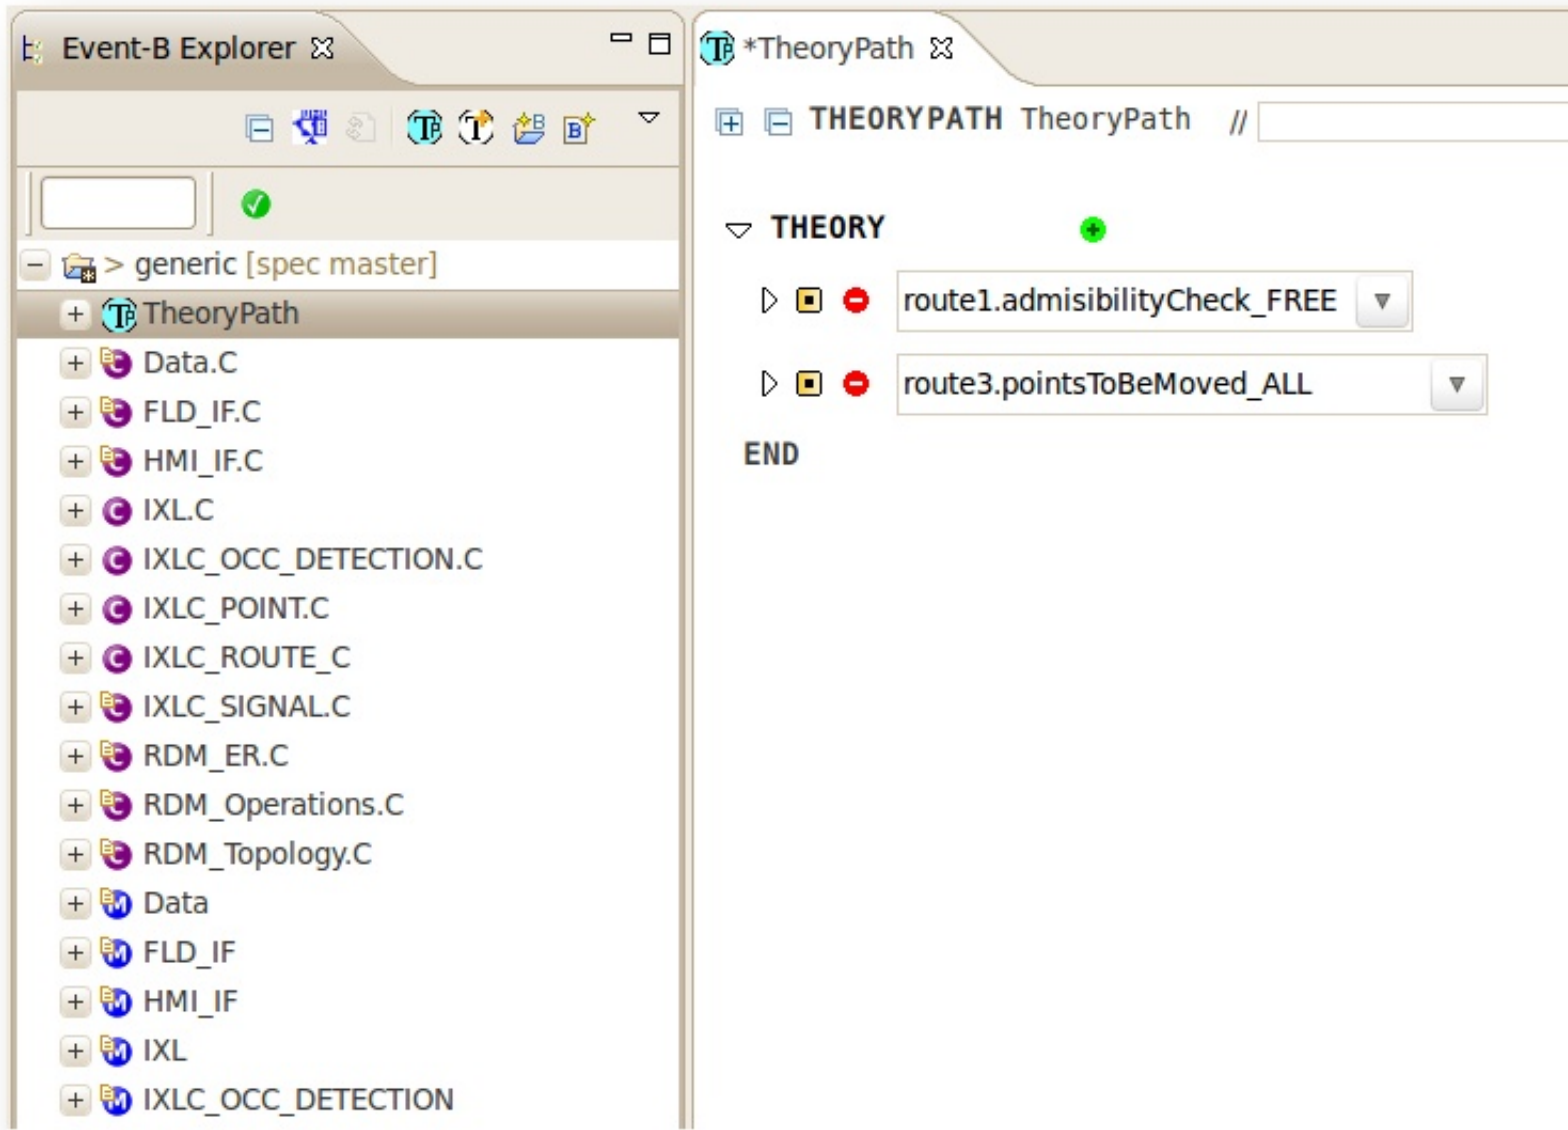 Event-B Explorer
*TheoryPath
THEORYPATH TheoryPath //
generic [spec master]
TheoryPath
Data.C
FLD_IF.C
HMI_IF.C
IXL.C
IXLC_OCC_DETECTION.C
IXLC_POINT.C
IXLC_ROUTE_C
IXLC_SIGNAL.C
RDM_ER.C
RDM_Operations.C
RDM_Topology.C
Data
FLD_IF
HMI_IF
IXL
IXLC_OCC_DETECTION
THEORY
route1.admisibilityCheck_FREE
route3.pointsToBeMoved_ALL
END